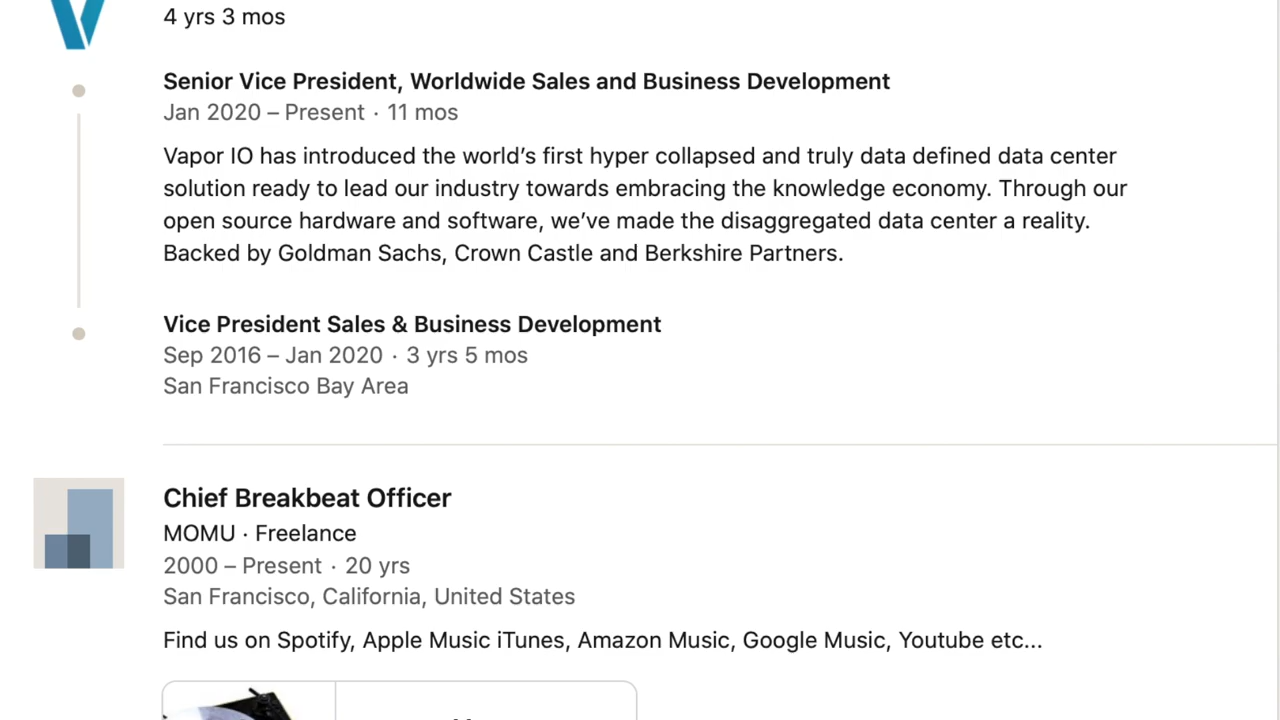 4 yrs 3 mos
Senior Vice President, Worldwide Sales and Business Development
Jan 2020 – Present · 11 mos
Vapor IO has introduced the world’s first hyper collapsed and truly data defined data center
solution ready to lead our industry towards embracing the knowledge economy. Through our
open source hardware and software, we’ve made the disaggregated data center a reality.
Backed by Goldman Sachs, Crown Castle and Berkshire Partners.
Vice President Sales & Business Development
Sep 2016 – Jan 2020 · 3 yrs 5 mos
San Francisco Bay Area
Chief Breakbeat Officer
MOMU · Freelance
2000 – Present · 20 yrs
San Francisco, California, United States
Find us on Spotify, Apple Music iTunes, Amazon Music, Google Music, Youtube etc...